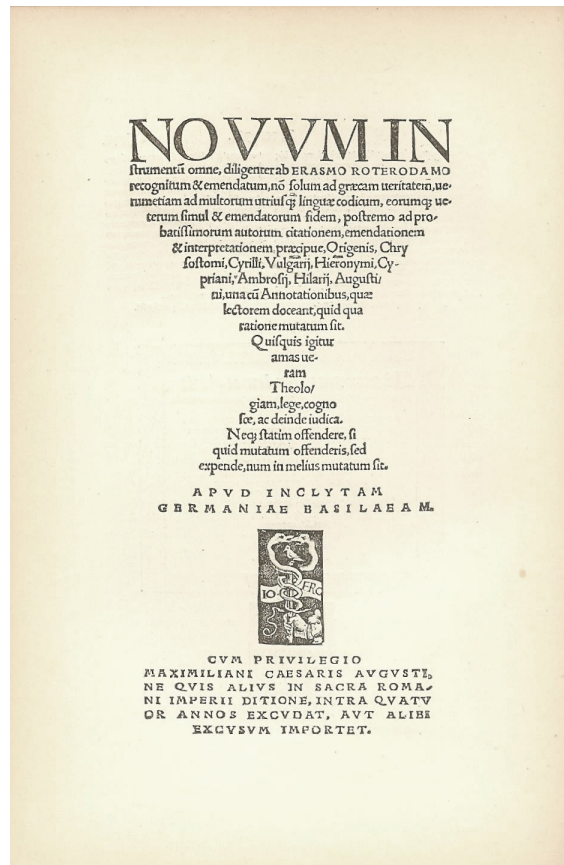 NOVVM IN
strumentū omne, diligenter ab ERASMO ROTERODAMO
recognitum & emendatum, nō solum ad græcam ueritatem, ue-
rumetiam ad multorum utriusq; linguæ codicum, eorumq; ue-
terum simul & emendatorum fidem, postremo ad pro-
batissimorum autorum citationem, emendationem
& interpretationem, præcipue, Origenis, Chry
sostomi, Cyrilli, Vulgarij, Hieronymi, Cy-
priani, Ambrosij, Hilarij, Augusti/
ni, una cū Annotationibus, quæ
lectorem doceant, quid qua
ratione mutatum sit.
Quisquis igitur
amas ue-
ram
Theolo/
giam, lege, cogno
sce, ac deinde iudica.
Neq; statim offendere, si
quid mutatum offenderis, sed
expende, num in melius mutatum sit.
APVD INCLYTAM
GERMANIAE BASILAEAM.
IO FRO
CVM PRIVILEGIO
MAXIMILIANI CAESARIS AVGVSTI,
NE QVIS ALIVS IN SACRA ROMA-
NI IMPERII DITIONE, INTRA QVATV
OR ANNOS EXCVDAT, AVT ALIBI
EXCVSVM IMPORTET.